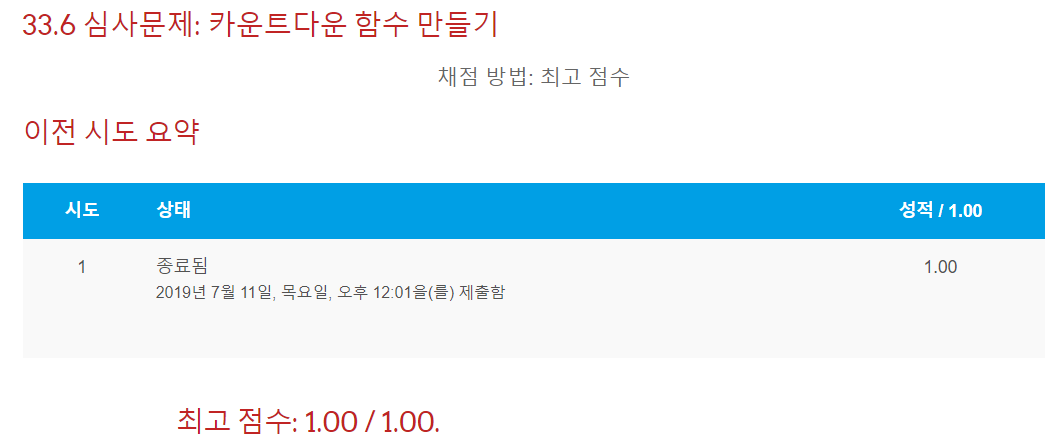 33.6 심사문제: 카운트다운 함수 만들기
채점 방법: 최고 점수
이전 시도 요약
시도 상태 성적 / 1.00
1 종료됨 1.00
2019년 7월 11일, 목요일, 오후 12:01을(를) 제출함
최고 점수: 1.00 / 1.00.